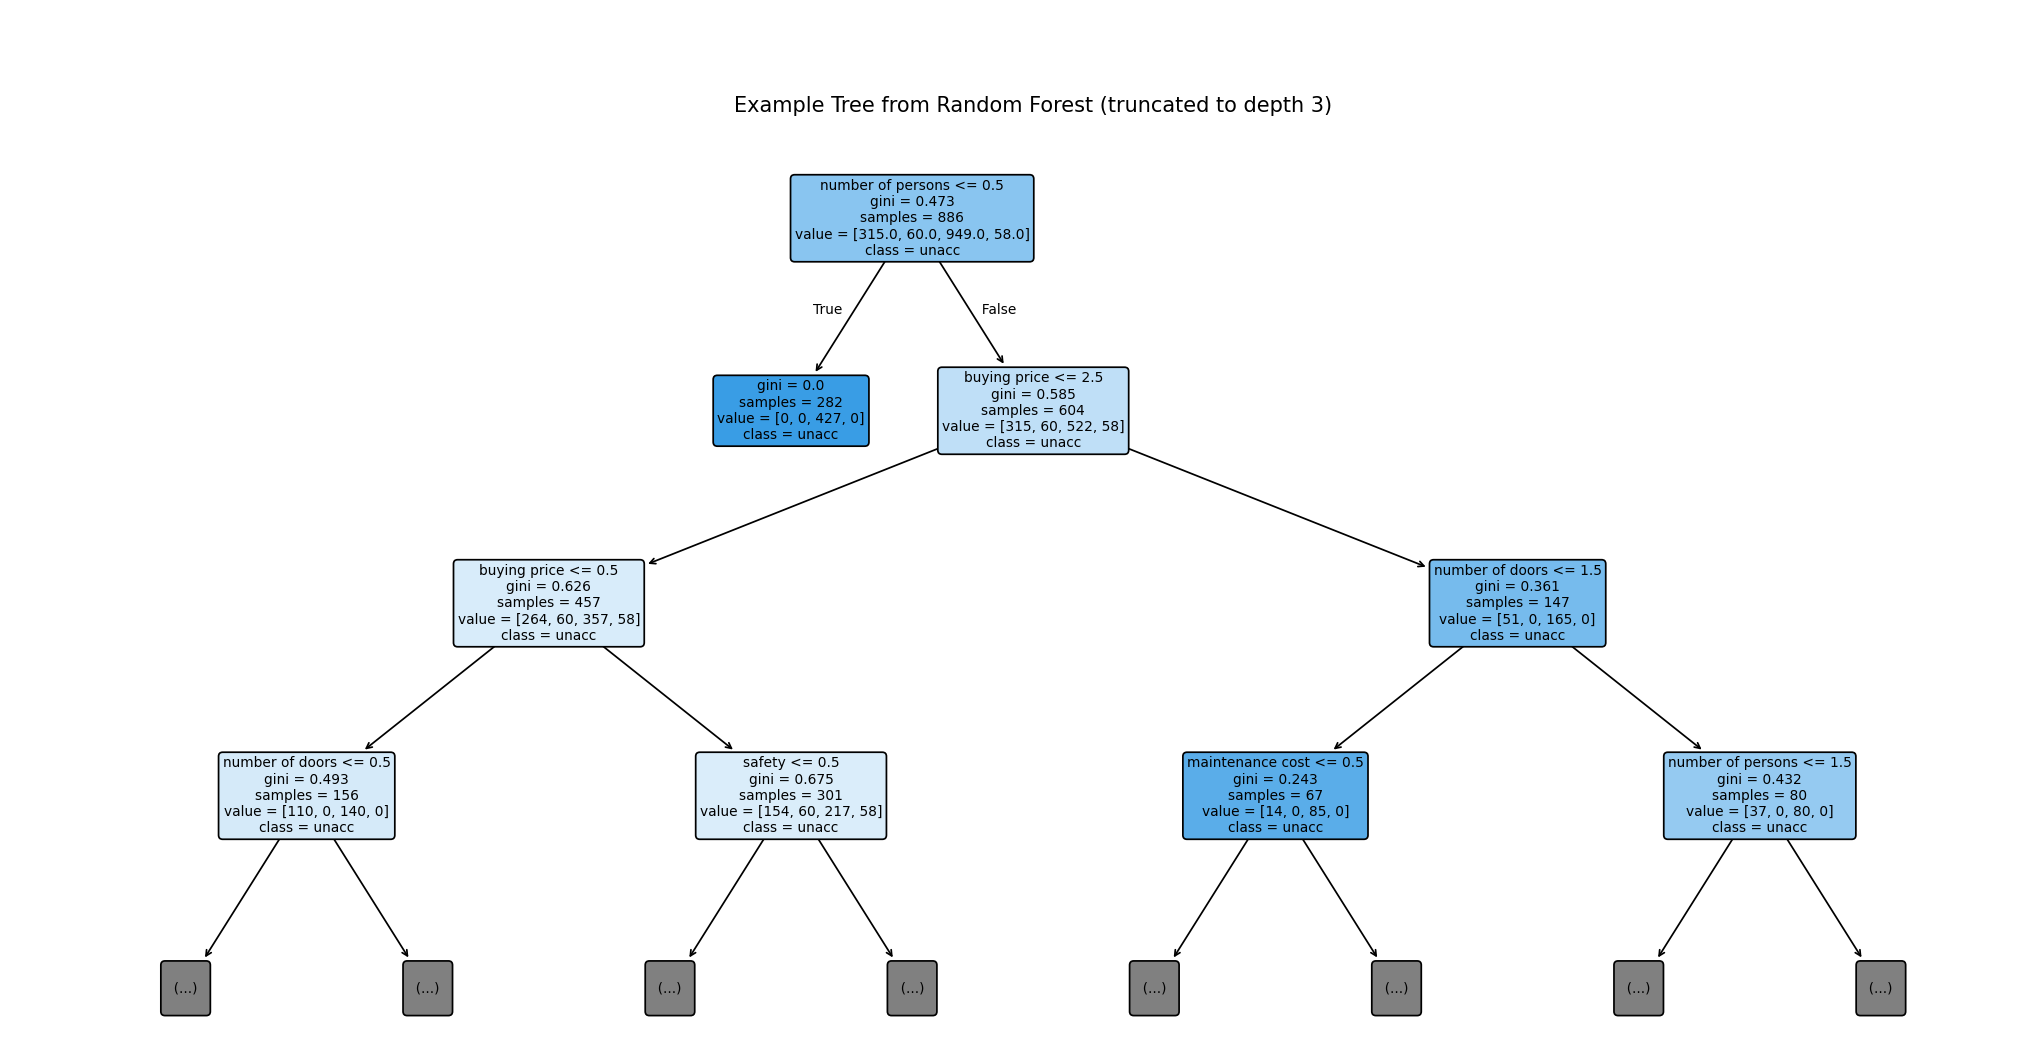 Example Tree from Random Forest (truncated to depth 3)
number of persons <= 0.5
gini = 0.473
samples = 886
value = [315.0, 60.0, 949.0, 58.0]
class = unacc
True
False
gini = 0.0
samples = 282
value = [0, 0, 427, 0]
class = unacc
buying price <= 2.5
gini = 0.585
samples = 604
value = [315, 60, 522, 58]
class = unacc
buying price <= 0.5
gini = 0.626
samples = 457
value = [264, 60, 357, 58]
class = unacc
number of doors <= 1.5
gini = 0.361
samples = 147
value = [51, 0, 165, 0]
class = unacc
number of doors <= 0.5
gini = 0.493
samples = 156
value = [110, 0, 140, 0]
class = unacc
safety <= 0.5
gini = 0.675
samples = 301
value = [154, 60, 217, 58]
class = unacc
maintenance cost <= 0.5
gini = 0.243
samples = 67
value = [14, 0, 85, 0]
class = unacc
number of persons <= 1.5
gini = 0.432
samples = 80
value = [37, 0, 80, 0]
class = unacc
(...)
(...)
(...)
(...)
(...)
(...)
(...)
(...)